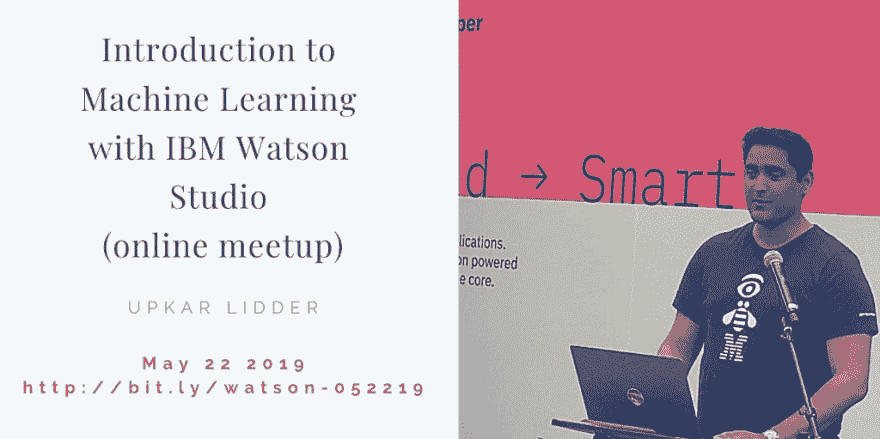 Introduction to
Machine Learning
with IBM Watson
Studio
(online meetup)
UPKAR LIDDER
May 22 2019
http://bit.ly/watson-052219
per
d → Smart
lications.
on powered
e core.
M